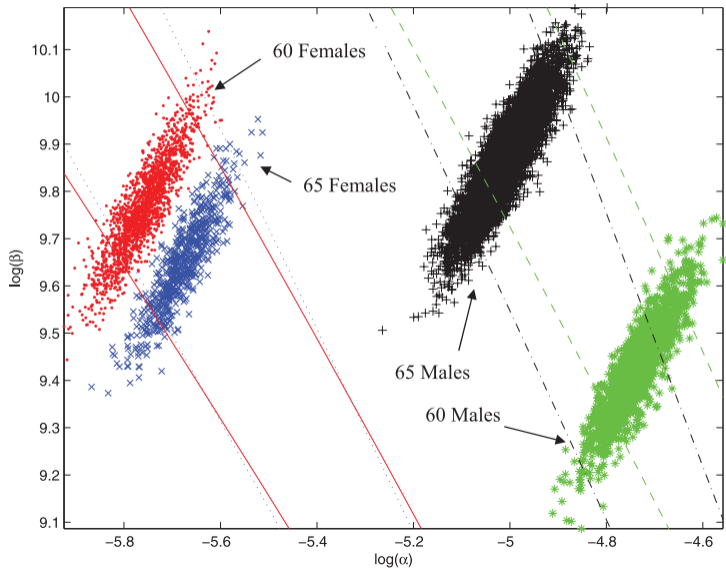 10.1
10
9.9
9.8
9.7
9.6
9.5
9.4
9.3
9.2
9.1
log(β)
60 Females
65 Females
65 Males
60 Males
−5.8 −5.6 −5.4 −5.2 −5 −4.8 −4.6
log(α)